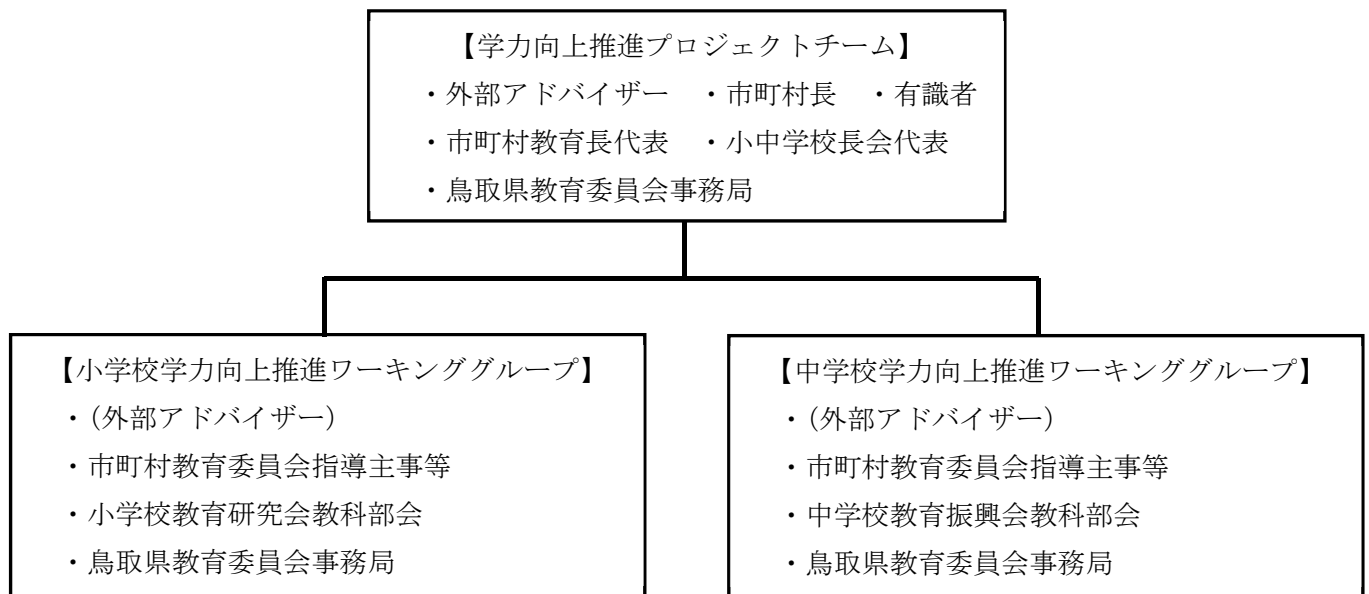 【学力向上推進プロジェクトチーム】
・外部アドバイザー　・市町村長　・有識者
・市町村教育長代表　・小中学校長会代表
・鳥取県教育委員会事務局
【小学校学力向上推進ワーキンググループ】
・（外部アドバイザー）
・市町村教育委員会指導主事等
・小学校教育研究会教科部会
・鳥取県教育委員会事務局
【中学校学力向上推進ワーキンググループ】
・（外部アドバイザー）
・市町村教育委員会指導主事等
・中学校教育振興会教科部会
・鳥取県教育委員会事務局